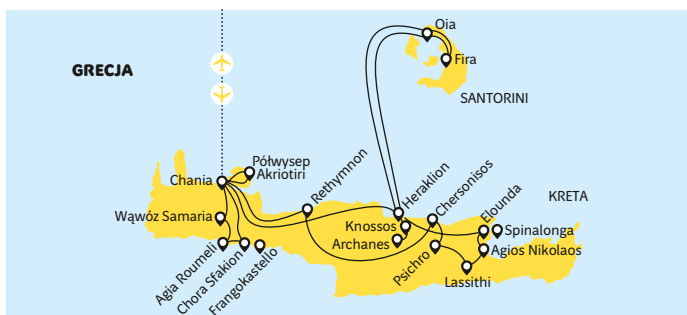 Oia
Fira
GRECJA
SANTORINI
Półwysep
Akriotiri
Chania
Rethymnon
Heraklion
Chersonisos
KRETA
Elounda
Wąwóz Samaria
Knossos
Spinalonga
Archanes
Agios Nikolaos
Agia Roumeli
Chora Sfakion
Frangokastello
Psichro
Lassithi